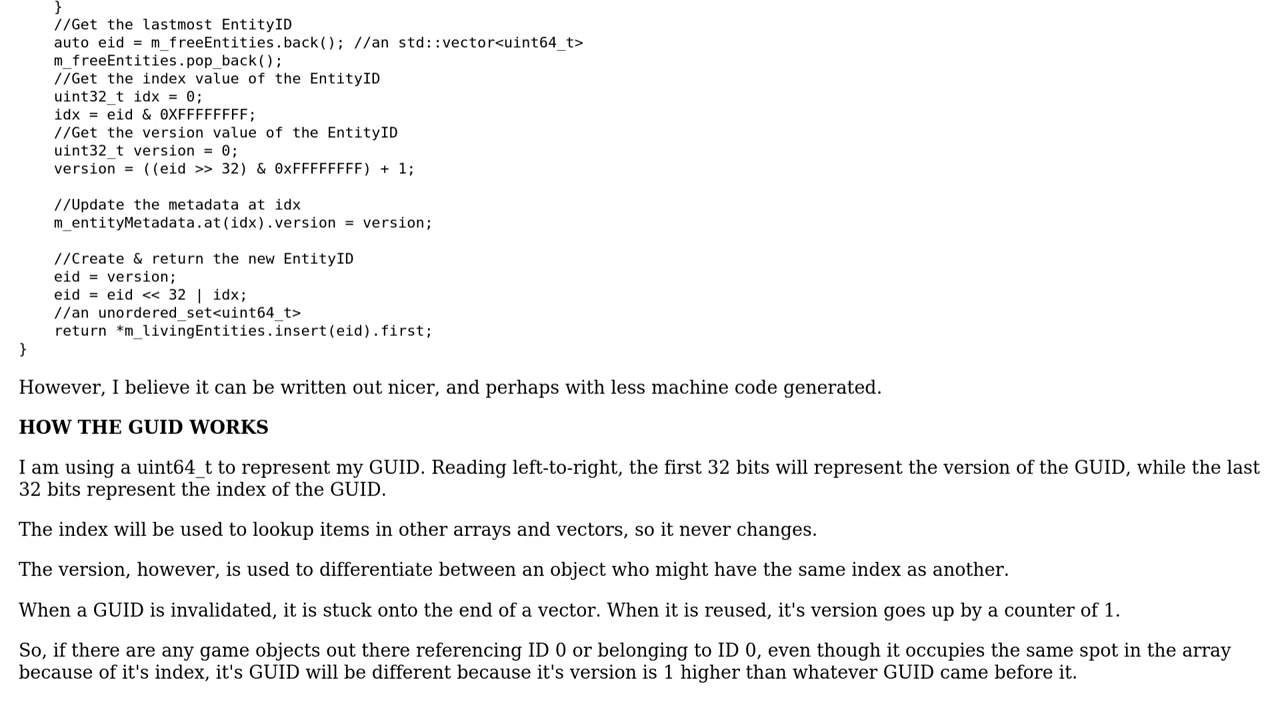 }
//Get the lastmost EntityID
auto eid = m_freeEntities.back(); //an std::vector<uint64_t>
m_freeEntities.pop_back();
//Get the index value of the EntityID
uint32_t idx = 0;
idx = eid & 0XFFFFFFFF;
//Get the version value of the EntityID
uint32_t version = 0;
version = ((eid >> 32) & 0xFFFFFFFF) + 1;
//Update the metadata at idx
m_entityMetadata.at(idx).version = version;
//Create & return the new EntityID
eid = version;
eid = eid << 32 | idx;
//an unordered_set<uint64_t>
return *m_livingEntities.insert(eid).first;
}
However, I believe it can be written out nicer, and perhaps with less machine code generated.
HOW THE GUID WORKS
I am using a uint64_t to represent my GUID. Reading left-to-right, the first 32 bits will represent the version of the GUID, while the last
32 bits represent the index of the GUID.
The index will be used to lookup items in other arrays and vectors, so it never changes.
The version, however, is used to differentiate between an object who might have the same index as another.
When a GUID is invalidated, it is stuck onto the end of a vector. When it is reused, it's version goes up by a counter of 1.
So, if there are any game objects out there referencing ID 0 or belonging to ID 0, even though it occupies the same spot in the array
because of it's index, it's GUID will be different because it's version is 1 higher than whatever GUID came before it.